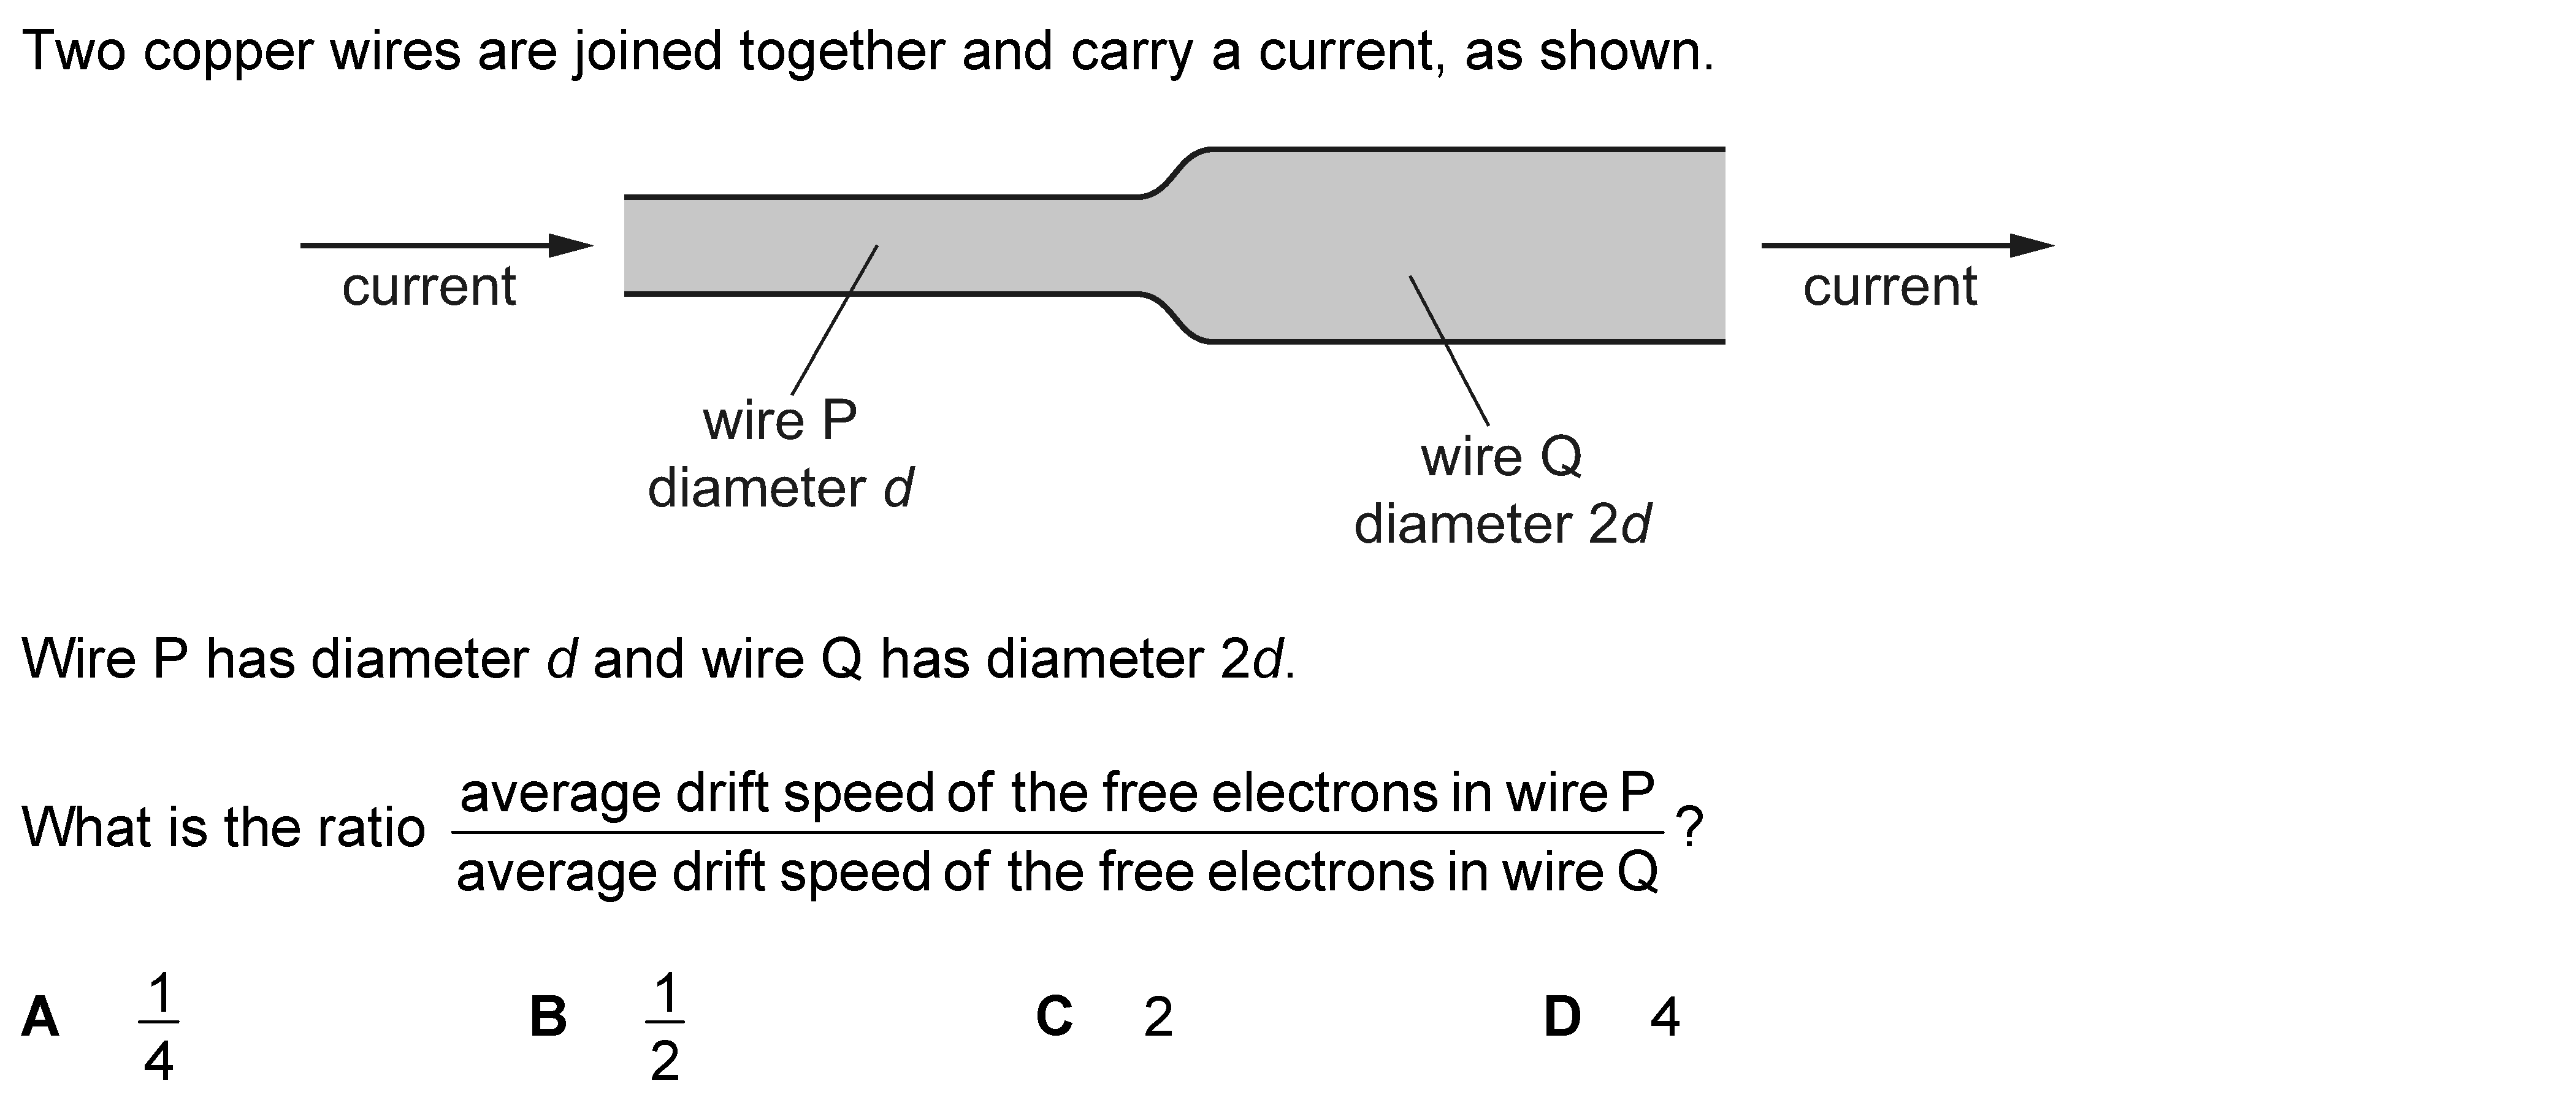 Two copper wires are joined together and carry a current, as shown.
current
current
wire P
diameter d
wire Q
diameter 2d
Wire P has diameter d and wire Q has diameter 2d.
What is the ratio average drift speed of the free electrons in wire P / average drift speed of the free electrons in wire Q ?
A 1/4 B 1/2 C 2 D 4